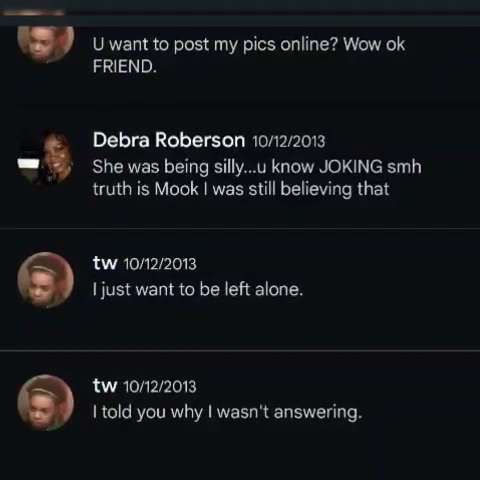 U want to post my pics online? Wow ok
FRIEND.
Debra Roberson 10/12/2013
She was being silly...u know JOKING smh
truth is Mook I was still believing that
tw 10/12/2013
I just want to be left alone.
tw 10/12/2013
I told you why I wasn't answering.